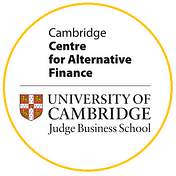 Cambridge
Centre
for Alternative
Finance
UNIVERSITY OF
CAMBRIDGE
Judge Business School